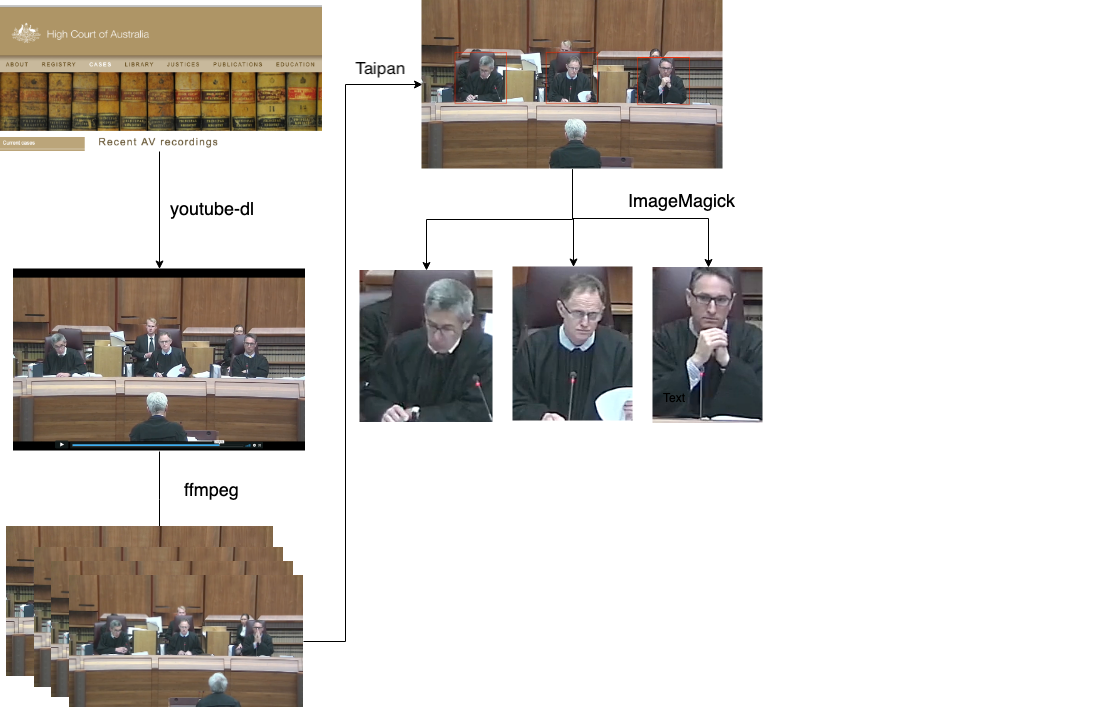 High Court of Australia
ABOUT REGISTRY CASES LIBRARY JUSTICES PUBLICATIONS EDUCATION
Current cases
Recent AV recordings
youtube-dl
ffmpeg
Taipan
ImageMagick
Text